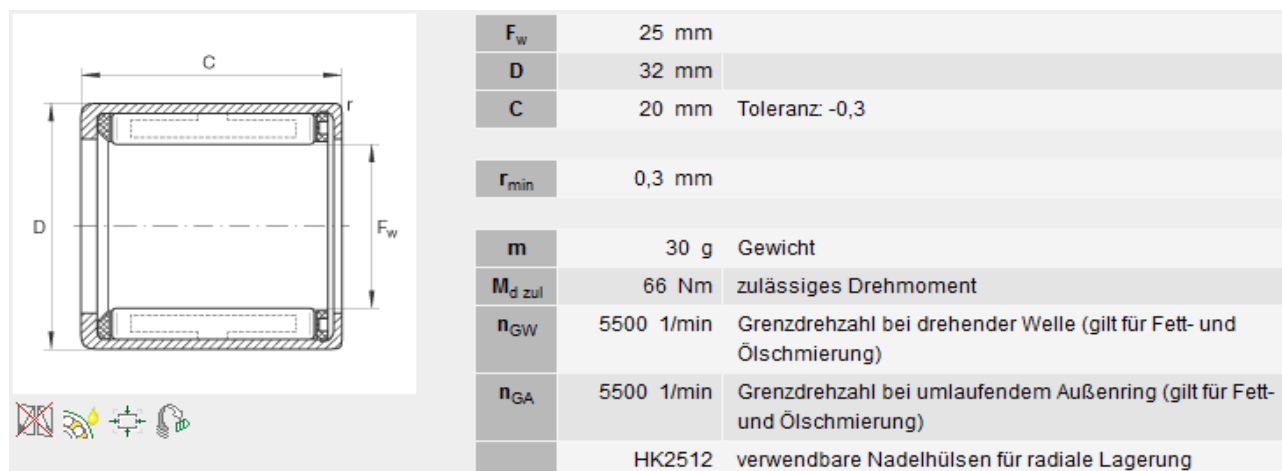 C
r
D
Fw
Fw 25 mm
D 32 mm
C 20 mm Toleranz: -0,3
rmin 0,3 mm
m 30 g Gewicht
Md zul 66 Nm zulässiges Drehmoment
nGW 5500 1/min Grenzdrehzahl bei drehender Welle (gilt für Fett- und
Ölschmierung)
nGA 5500 1/min Grenzdrehzahl bei umlaufendem Außenring (gilt für Fett-
und Ölschmierung)
HK2512 verwendbare Nadelhülsen für radiale Lagerung